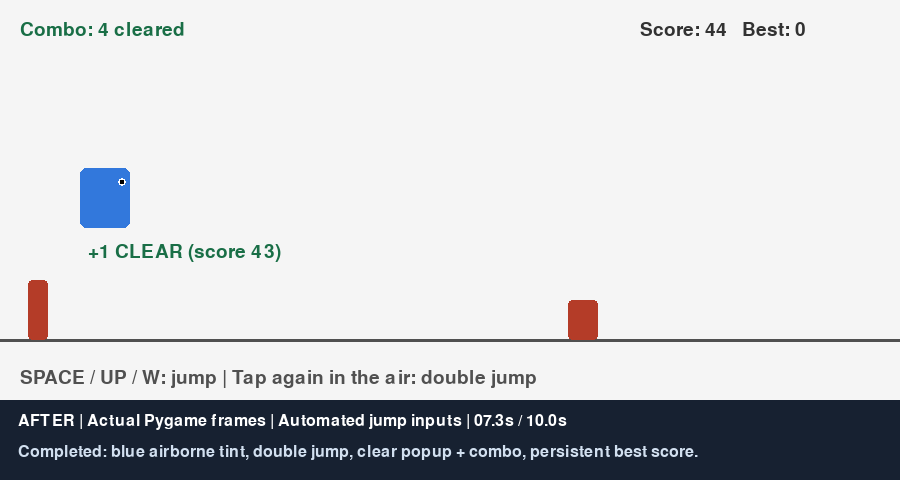 Combo: 4 cleared
Score: 44 Best: 0
+1 CLEAR (score 43)
SPACE / UP / W: jump | Tap again in the air: double jump
AFTER | Actual Pygame frames | Automated jump inputs | 07.3s / 10.0s
Completed: blue airborne tint, double jump, clear popup + combo, persistent best score.